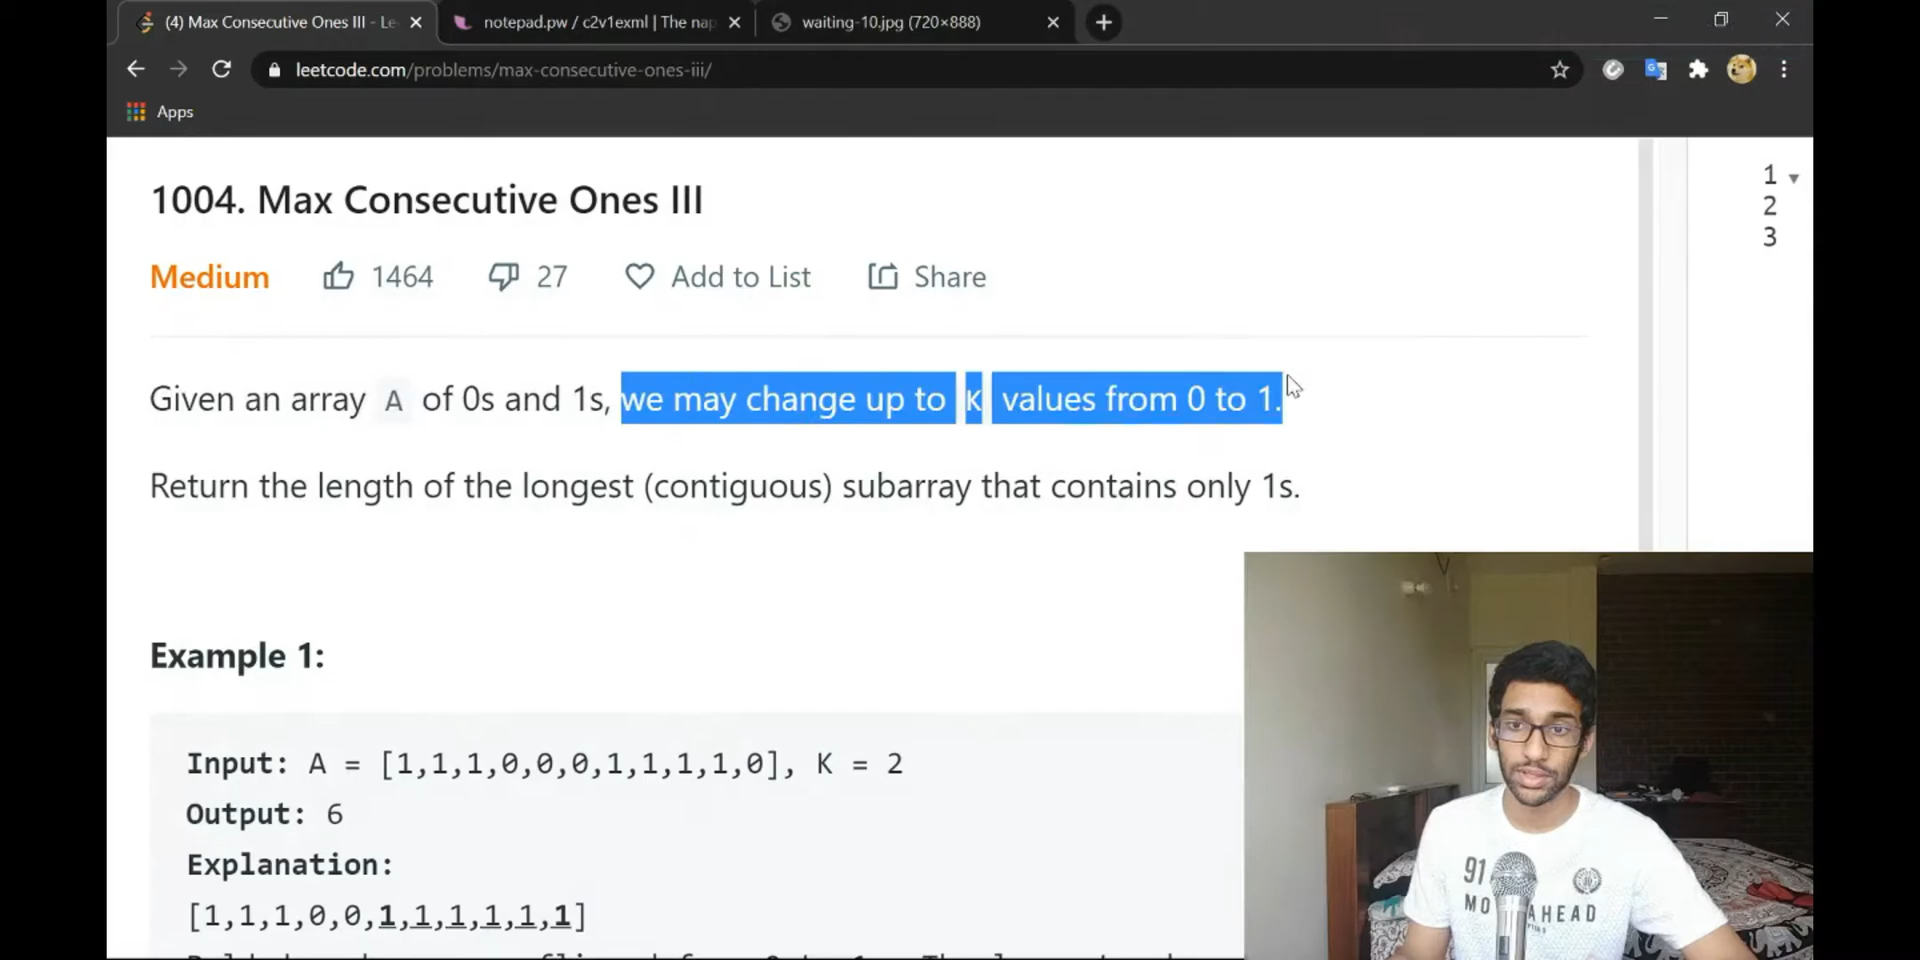 (4) Max Consecutive Ones III - Le
notepad.pw / c2v1exml | The nap
waiting-10.jpg (720×888)
leetcode.com/problems/max-consecutive-ones-iii/
Apps
1004. Max Consecutive Ones III
Medium 1464 27 Add to List Share
Given an array A of 0s and 1s, we may change up to K values from 0 to 1.
Return the length of the longest (contiguous) subarray that contains only 1s.
Example 1:
Input: A = [1,1,1,0,0,0,1,1,1,1,0], K = 2
Output: 6
Explanation:
[1,1,1,0,0,1,1,1,1,1,1]
1
2
3
91
MO AHEAD